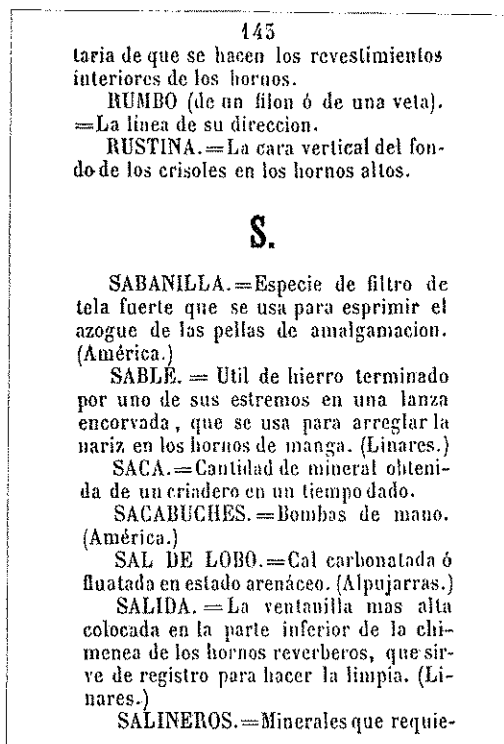 143
taria de que se hacen los revestimientos
interiores de los hornos.
RUMBO (de un filon ó de una veta).
=La línea de su direccion.
RUSTINA.=La cara vertical del fon-
do de los crisoles en los hornos altos.
S.
SABANILLA.=Especie de filtro de
tela fuerte que se usa para esprimir el
azogue de las pellas de amalgamacion.
(América.)
SABLE. = Util de hierro terminado
por uno de sus estremos en una lanza
encorvada, que se usa para arreglar la
nariz en los hornos de manga. (Linares.)
SACA.=Cantidad de mineral obteni-
da de un criadero en un tiempo dado.
SACABUCHES.=Bombas de mano.
(América.)
SAL DE LOBO.=Cal carbonatada ó
fluatada en estado arenáceo. (Alpujarras.)
SALIDA.=La ventanilla mas alta
colocada en la parte inferior de la chi-
menea de los hornos reverberos, que sir-
ve de registro para hacer la limpia. (Li-
nares.)
SALINEROS.=Minerales que requie-